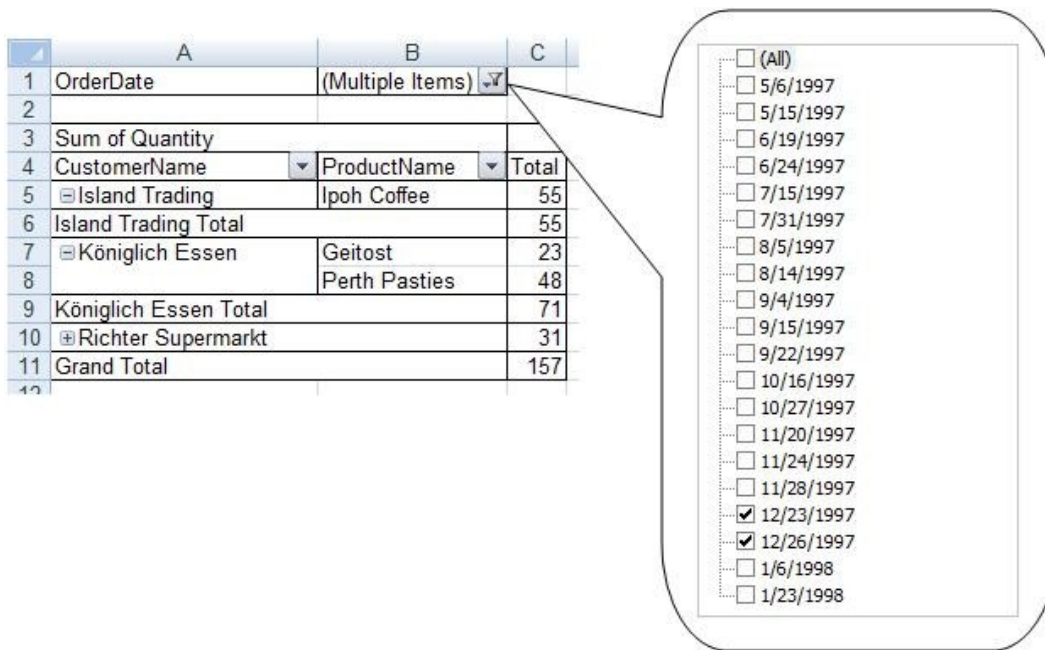 A B C
1 OrderDate (Multiple Items)
2
3 Sum of Quantity
4 CustomerName ProductName Total
5 Island Trading Ipoh Coffee 55
6 Island Trading Total 55
7 Königlich Essen Geitost 23
8 Perth Pasties 48
9 Königlich Essen Total 71
10 Richter Supermarkt 31
11 Grand Total 157
12
(All)
5/6/1997
5/15/1997
6/19/1997
6/24/1997
7/15/1997
7/31/1997
8/5/1997
8/14/1997
9/4/1997
9/15/1997
9/22/1997
10/16/1997
10/27/1997
11/20/1997
11/24/1997
11/28/1997
12/23/1997
12/26/1997
1/6/1998
1/23/1998